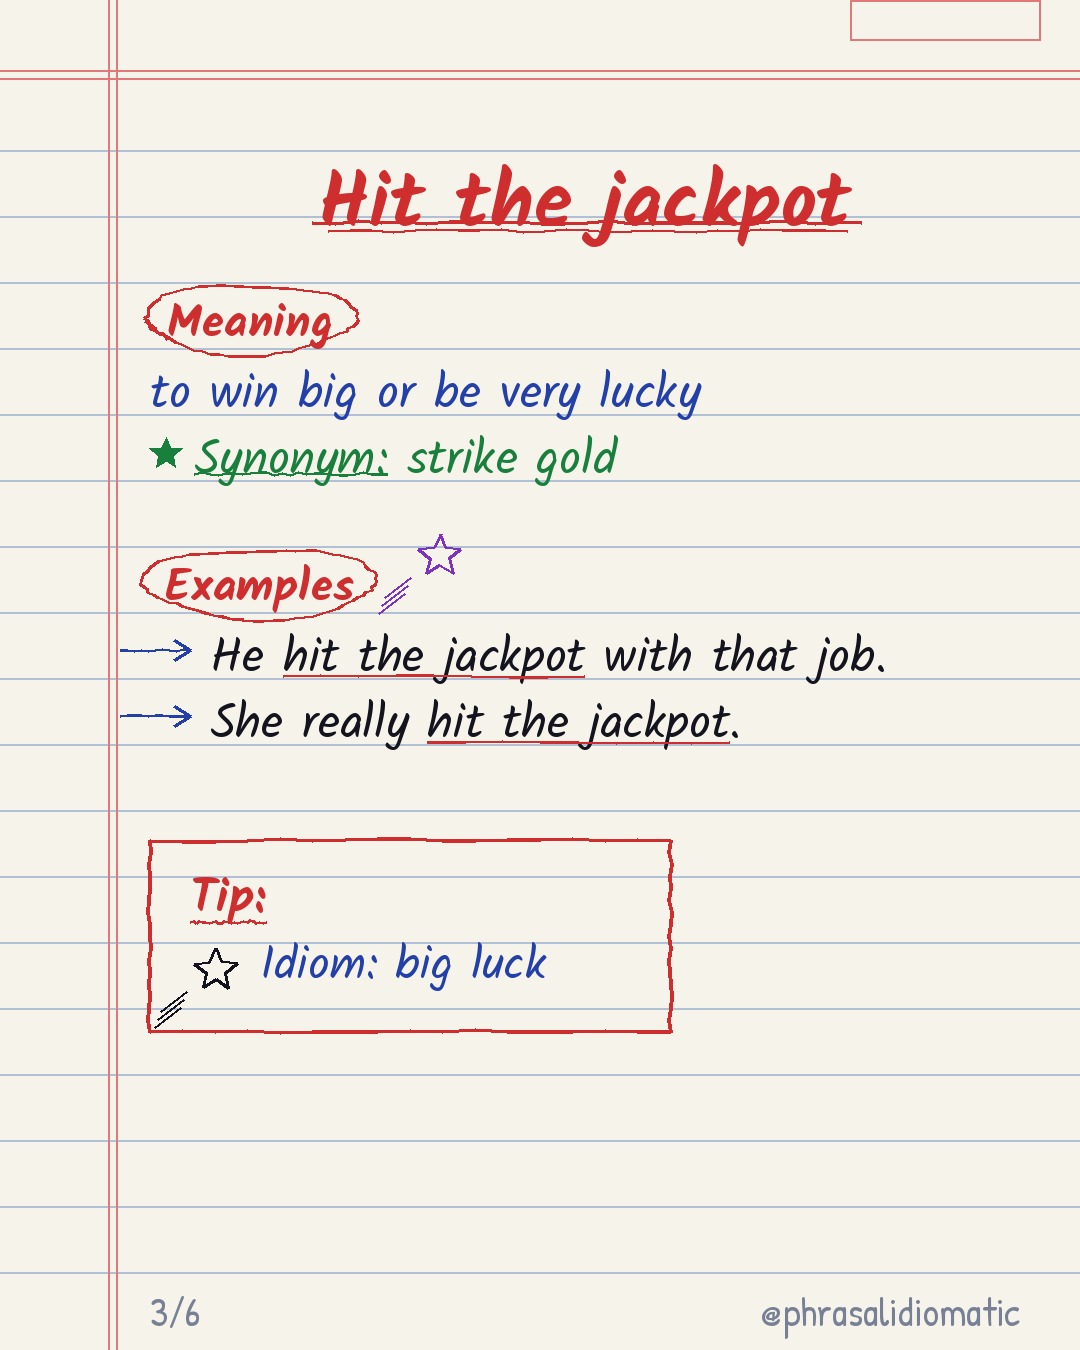 Hit the jackpot
Meaning
to win big or be very lucky
Synonym: strike gold
Examples
He hit the jackpot with that job.
She really hit the jackpot.
Tip:
Idiom: big luck
3/6
@phrasalidiomatic